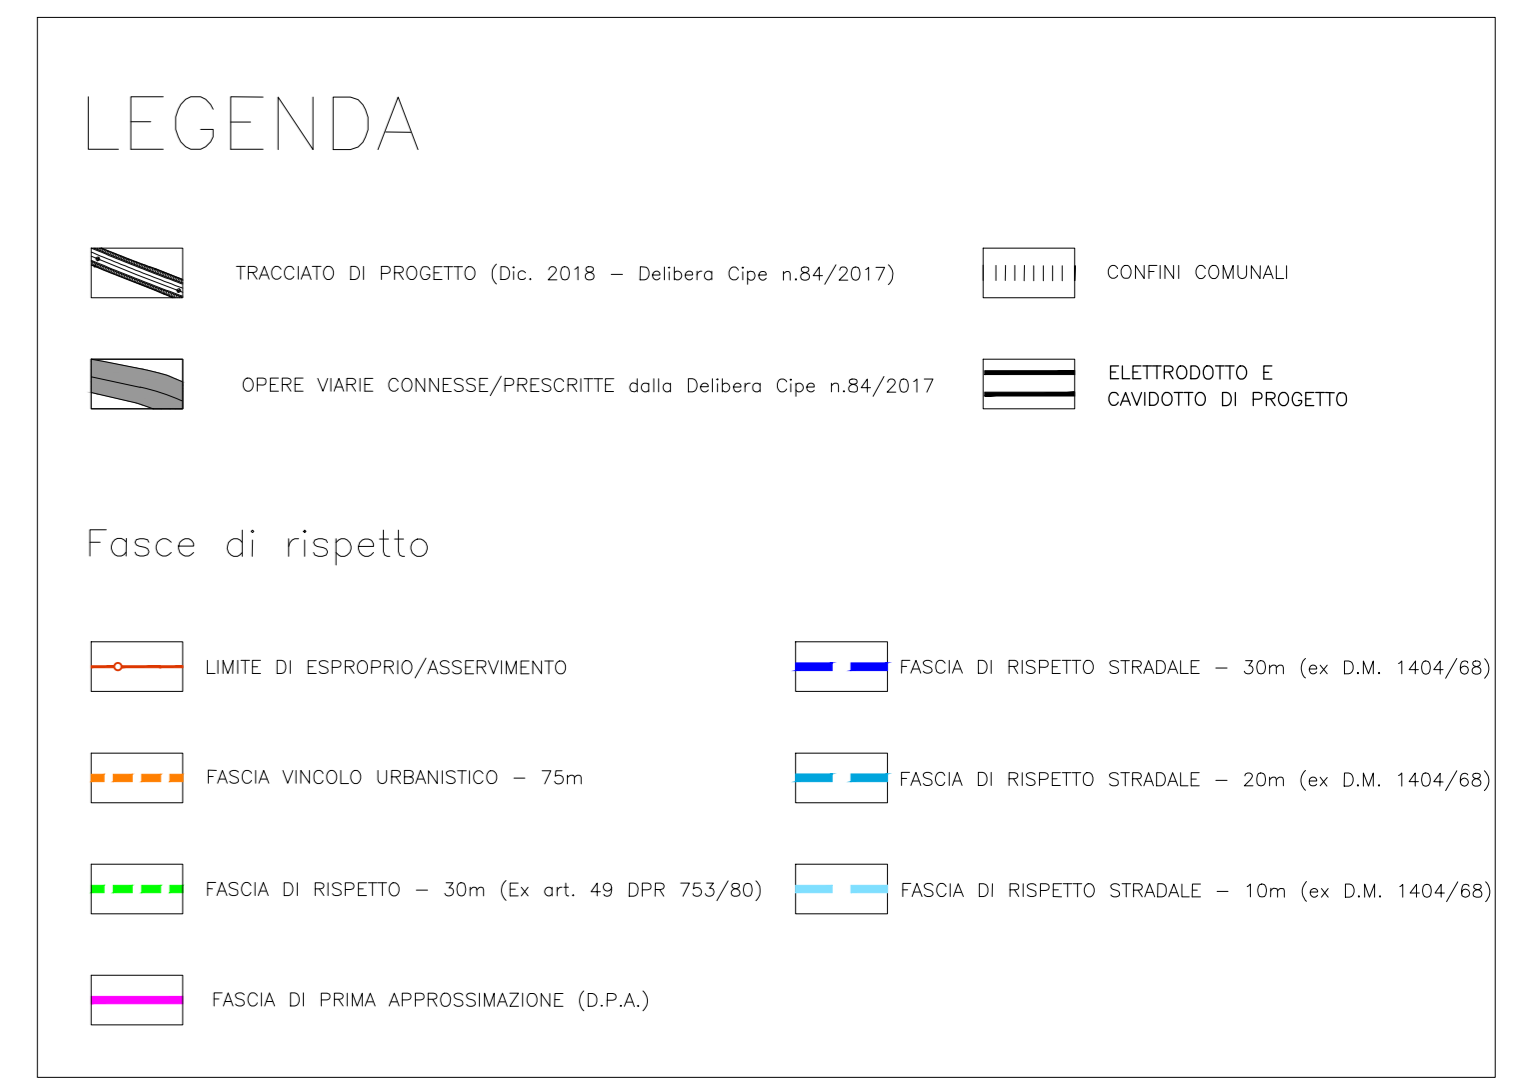 LEGENDA
TRACCIATO DI PROGETTO (Dic. 2018 – Delibera Cipe n.84/2017)
CONFINI COMUNALI
OPERE VIARIE CONNESSE/PRESCRITTE dalla Delibera Cipe n.84/2017
ELETTRODOTTO E
CAVIDOTTO DI PROGETTO
Fasce di rispetto
LIMITE DI ESPROPRIO/ASSERVIMENTO
FASCIA DI RISPETTO STRADALE – 30m (ex D.M. 1404/68)
FASCIA VINCOLO URBANISTICO – 75m
FASCIA DI RISPETTO STRADALE – 20m (ex D.M. 1404/68)
FASCIA DI RISPETTO – 30m (Ex art. 49 DPR 753/80)
FASCIA DI RISPETTO STRADALE – 10m (ex D.M. 1404/68)
FASCIA DI PRIMA APPROSSIMAZIONE (D.P.A.)